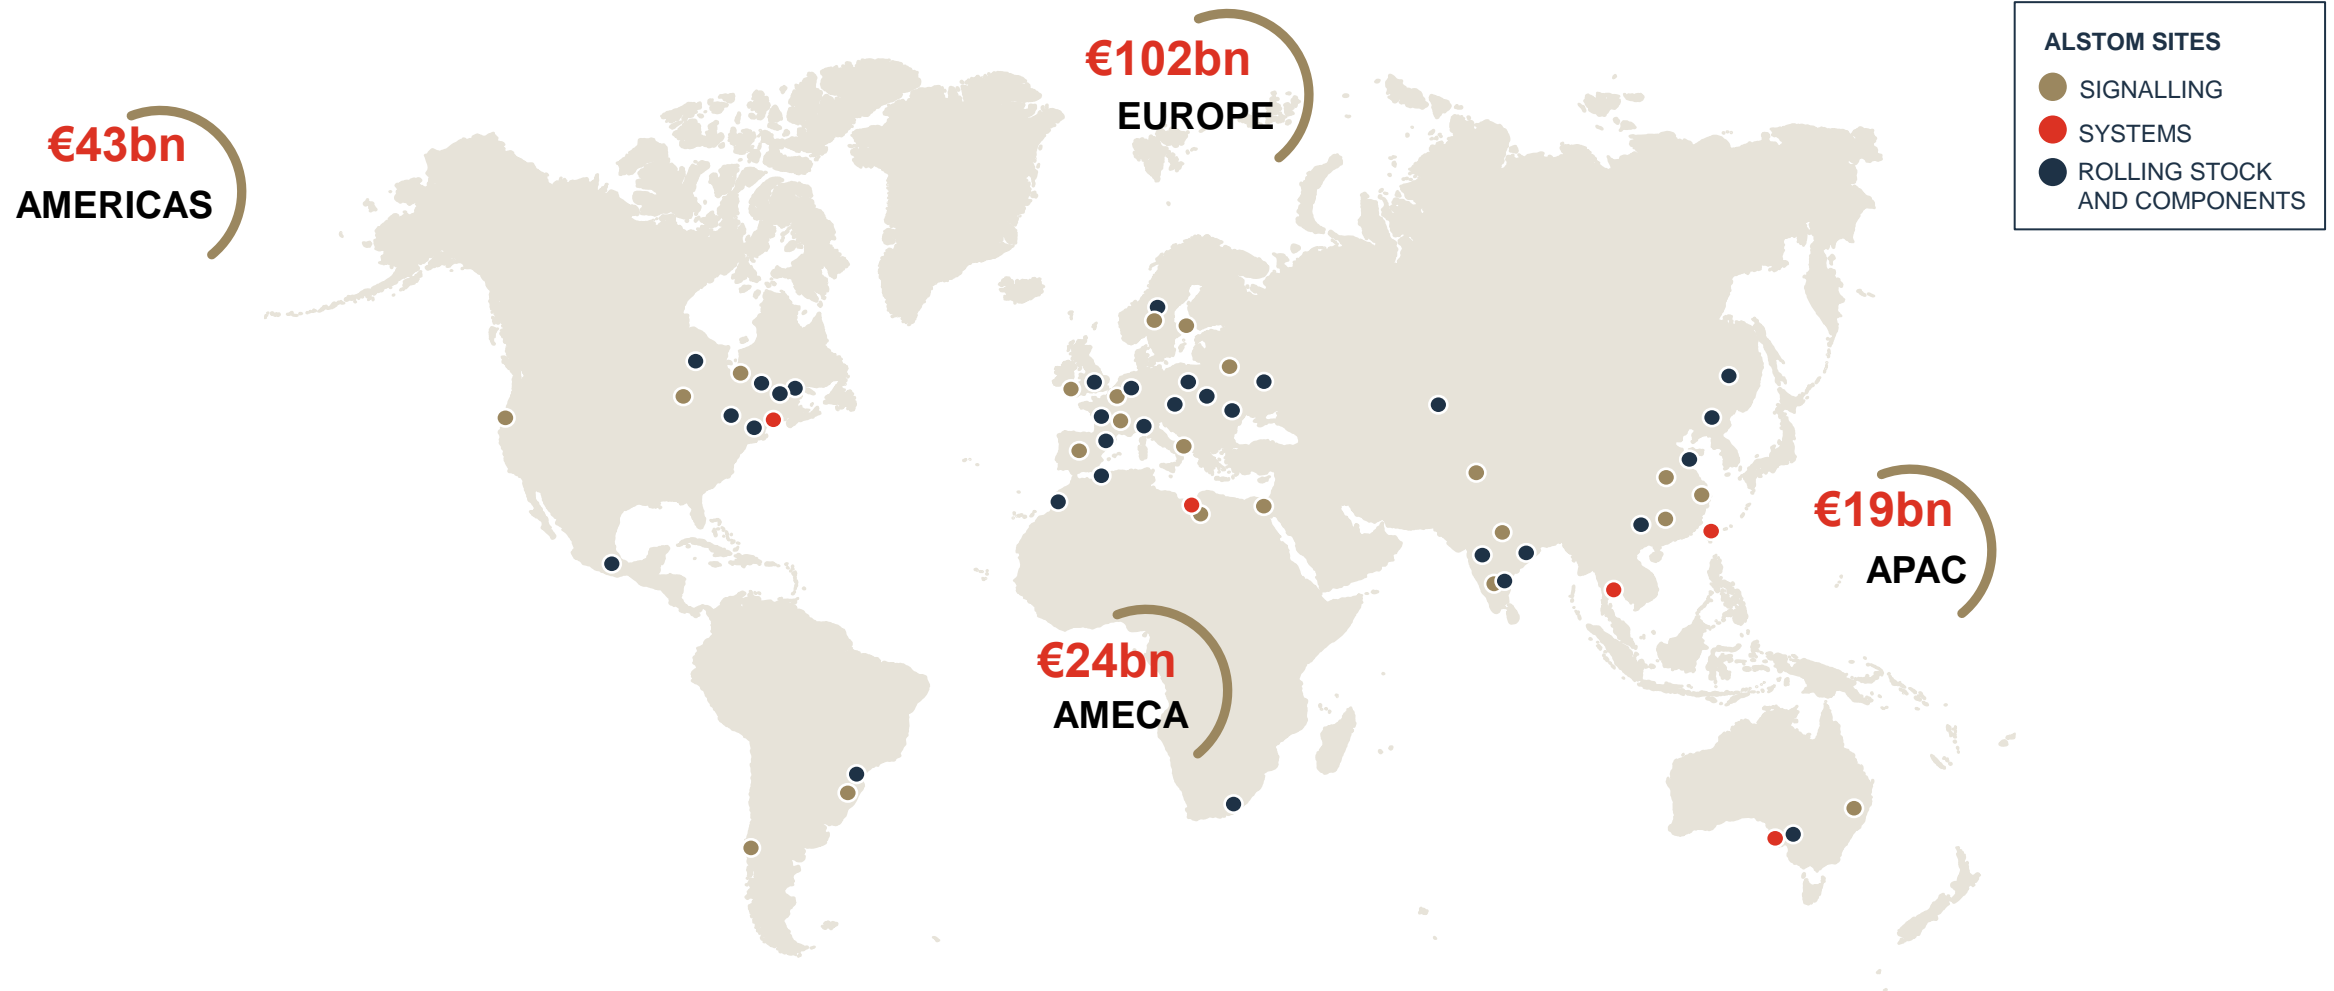 €102bn
EUROPE
€43bn
AMERICAS
ALSTOM SITES
SIGNALLING
SYSTEMS
ROLLING STOCK
AND COMPONENTS
€19bn
APAC
€24bn
AMECA